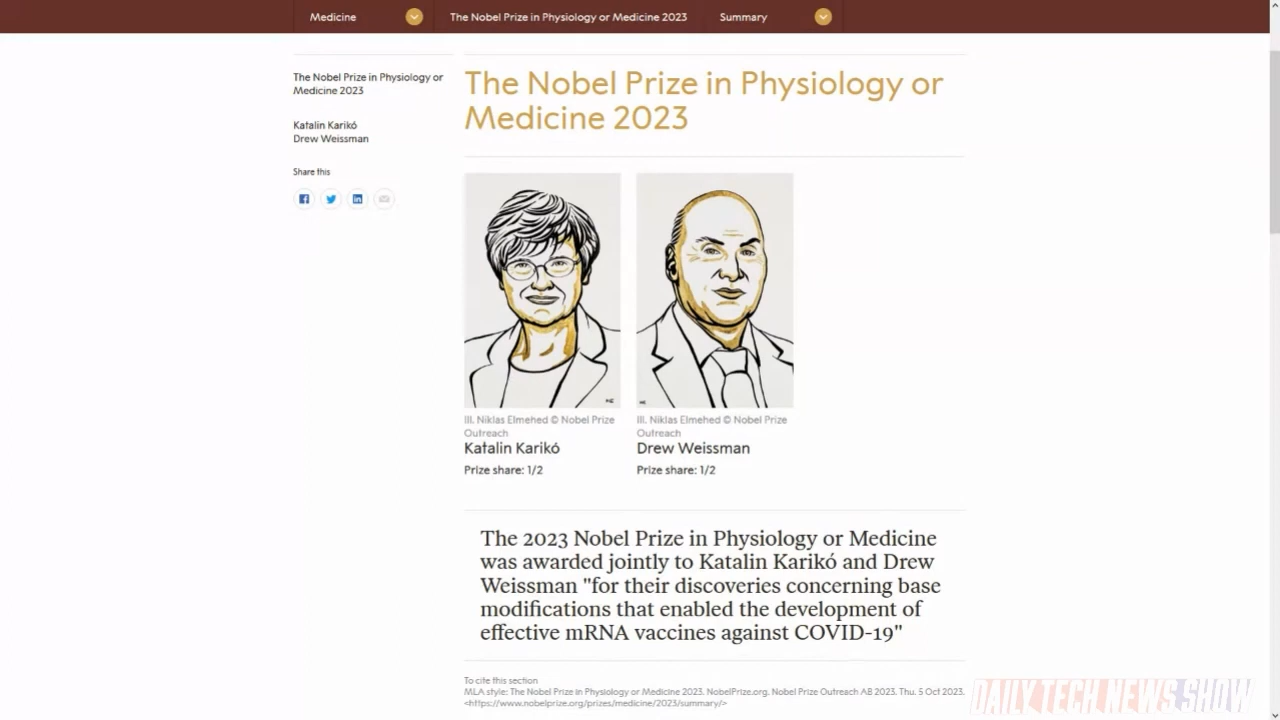 Medicine
The Nobel Prize in Physiology or Medicine 2023
Summary
The Nobel Prize in Physiology or
Medicine 2023
Katalin Karikó
Drew Weissman
Share this
The Nobel Prize in Physiology or
Medicine 2023
Ill. Niklas Elmehed © Nobel Prize
Outreach
Katalin Karikó
Prize share: 1/2
Ill. Niklas Elmehed © Nobel Prize
Outreach
Drew Weissman
Prize share: 1/2
The 2023 Nobel Prize in Physiology or Medicine
was awarded jointly to Katalin Karikó and Drew
Weissman "for their discoveries concerning base
modifications that enabled the development of
effective mRNA vaccines against COVID-19"
To cite this section
MLA style: The Nobel Prize in Physiology or Medicine 2023. NobelPrize.org. Nobel Prize Outreach AB 2023. Thu. 5 Oct 2023.
<https://www.nobelprize.org/prizes/medicine/2023/summary/>
DAILY TECH NEWS SHOW